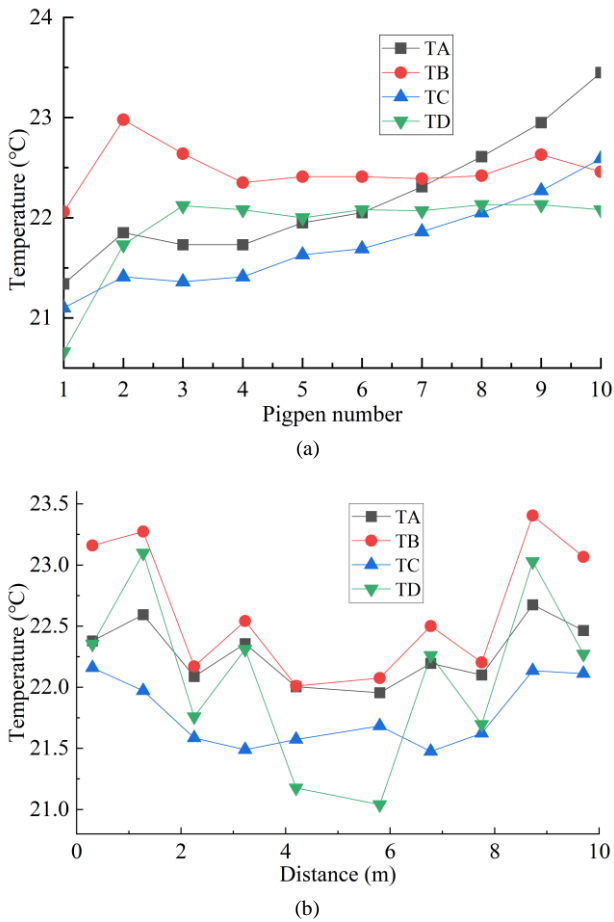 24
23
22
21
Temperature (°C)
TA
TB
TC
TD
1 2 3 4 5 6 7 8 9 10
Pigpen number
(a)
23.5
23.0
22.5
22.0
21.5
21.0
Temperature (°C)
TA
TB
TC
TD
0 2 4 6 8 10
Distance (m)
(b)